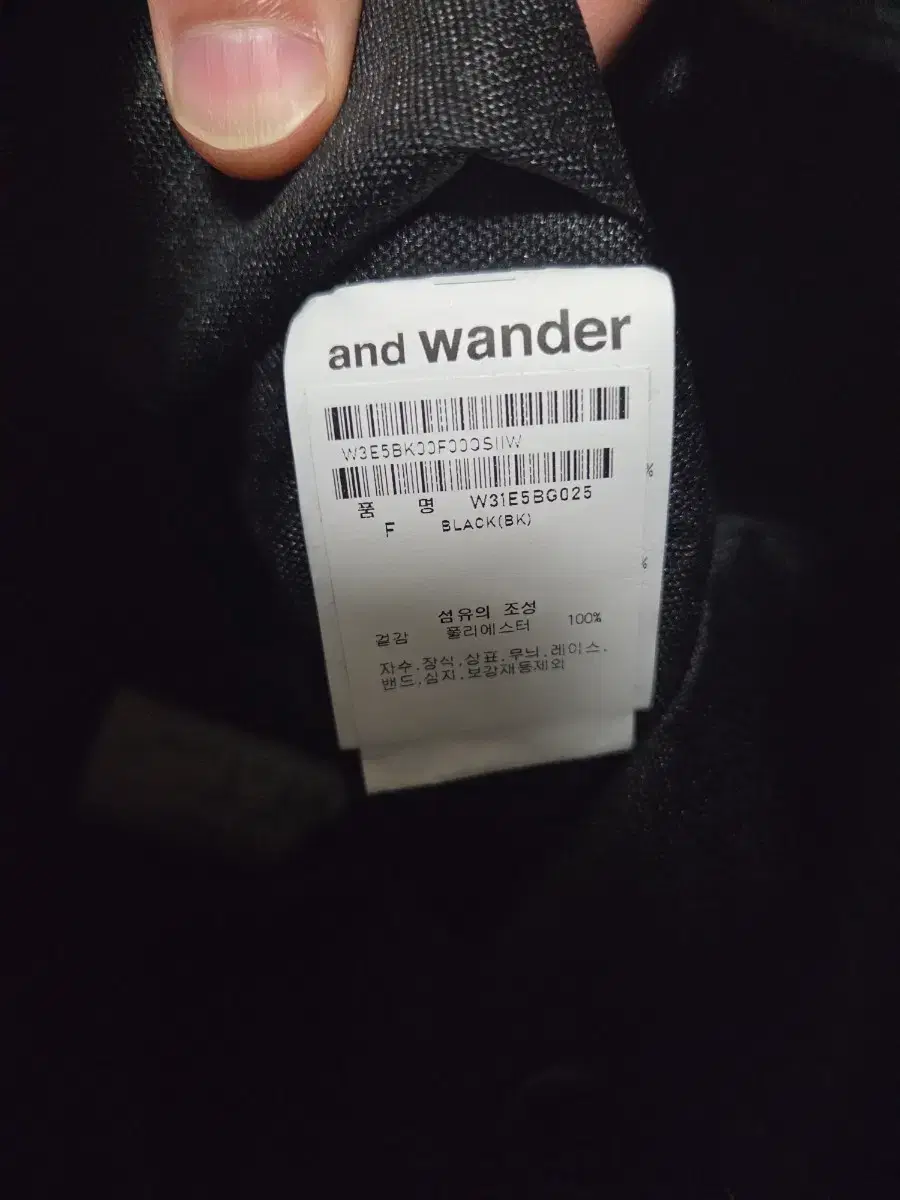 and wander
품 명 W31E5BG025
F BLACK(BK)
섬유의 조성
겉감 폴리에스터 100%
자수.장식.상표.무늬.레이스.
밴드.심지.보강재등제외
%
%